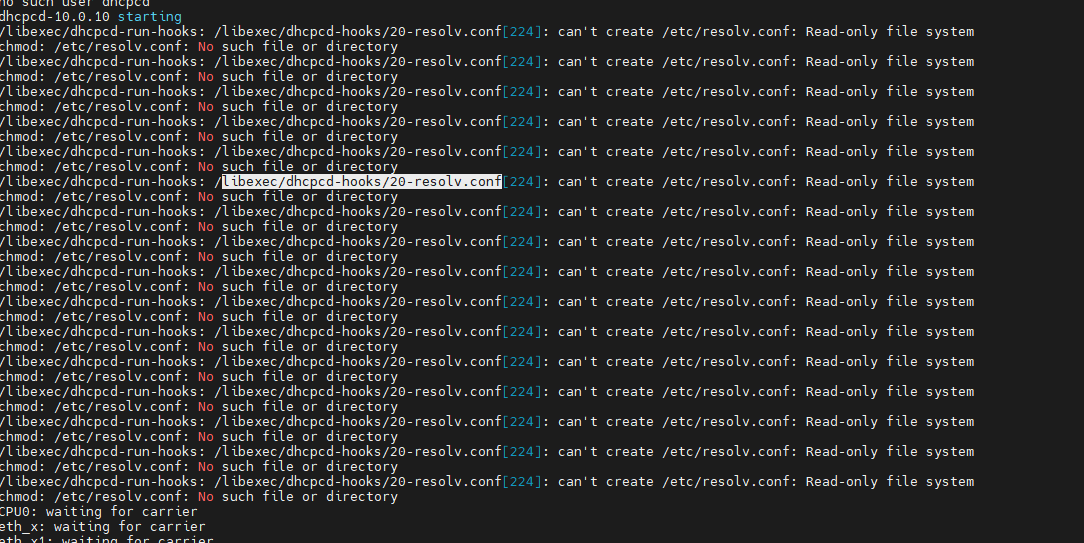 no such user dhcpcd
dhcpcd-10.0.10 starting
/libexec/dhcpcd-run-hooks: /libexec/dhcpcd-hooks/20-resolv.conf[224]: can't create /etc/resolv.conf: Read-only file system
chmod: /etc/resolv.conf: No such file or directory
/libexec/dhcpcd-run-hooks: /libexec/dhcpcd-hooks/20-resolv.conf[224]: can't create /etc/resolv.conf: Read-only file system
chmod: /etc/resolv.conf: No such file or directory
/libexec/dhcpcd-run-hooks: /libexec/dhcpcd-hooks/20-resolv.conf[224]: can't create /etc/resolv.conf: Read-only file system
chmod: /etc/resolv.conf: No such file or directory
/libexec/dhcpcd-run-hooks: /libexec/dhcpcd-hooks/20-resolv.conf[224]: can't create /etc/resolv.conf: Read-only file system
chmod: /etc/resolv.conf: No such file or directory
/libexec/dhcpcd-run-hooks: /libexec/dhcpcd-hooks/20-resolv.conf[224]: can't create /etc/resolv.conf: Read-only file system
chmod: /etc/resolv.conf: No such file or directory
/libexec/dhcpcd-run-hooks: /libexec/dhcpcd-hooks/20-resolv.conf[224]: can't create /etc/resolv.conf: Read-only file system
chmod: /etc/resolv.conf: No such file or directory
/libexec/dhcpcd-run-hooks: /libexec/dhcpcd-hooks/20-resolv.conf[224]: can't create /etc/resolv.conf: Read-only file system
chmod: /etc/resolv.conf: No such file or directory
/libexec/dhcpcd-run-hooks: /libexec/dhcpcd-hooks/20-resolv.conf[224]: can't create /etc/resolv.conf: Read-only file system
chmod: /etc/resolv.conf: No such file or directory
/libexec/dhcpcd-run-hooks: /libexec/dhcpcd-hooks/20-resolv.conf[224]: can't create /etc/resolv.conf: Read-only file system
chmod: /etc/resolv.conf: No such file or directory
/libexec/dhcpcd-run-hooks: /libexec/dhcpcd-hooks/20-resolv.conf[224]: can't create /etc/resolv.conf: Read-only file system
chmod: /etc/resolv.conf: No such file or directory
/libexec/dhcpcd-run-hooks: /libexec/dhcpcd-hooks/20-resolv.conf[224]: can't create /etc/resolv.conf: Read-only file system
chmod: /etc/resolv.conf: No such file or directory
/libexec/dhcpcd-run-hooks: /libexec/dhcpcd-hooks/20-resolv.conf[224]: can't create /etc/resolv.conf: Read-only file system
chmod: /etc/resolv.conf: No such file or directory
/libexec/dhcpcd-run-hooks: /libexec/dhcpcd-hooks/20-resolv.conf[224]: can't create /etc/resolv.conf: Read-only file system
chmod: /etc/resolv.conf: No such file or directory
/libexec/dhcpcd-run-hooks: /libexec/dhcpcd-hooks/20-resolv.conf[224]: can't create /etc/resolv.conf: Read-only file system
chmod: /etc/resolv.conf: No such file or directory
/libexec/dhcpcd-run-hooks: /libexec/dhcpcd-hooks/20-resolv.conf[224]: can't create /etc/resolv.conf: Read-only file system
chmod: /etc/resolv.conf: No such file or directory
/libexec/dhcpcd-run-hooks: /libexec/dhcpcd-hooks/20-resolv.conf[224]: can't create /etc/resolv.conf: Read-only file system
chmod: /etc/resolv.conf: No such file or directory
CPU0: waiting for carrier
eth_x: waiting for carrier
eth_x1: waiting for carrier